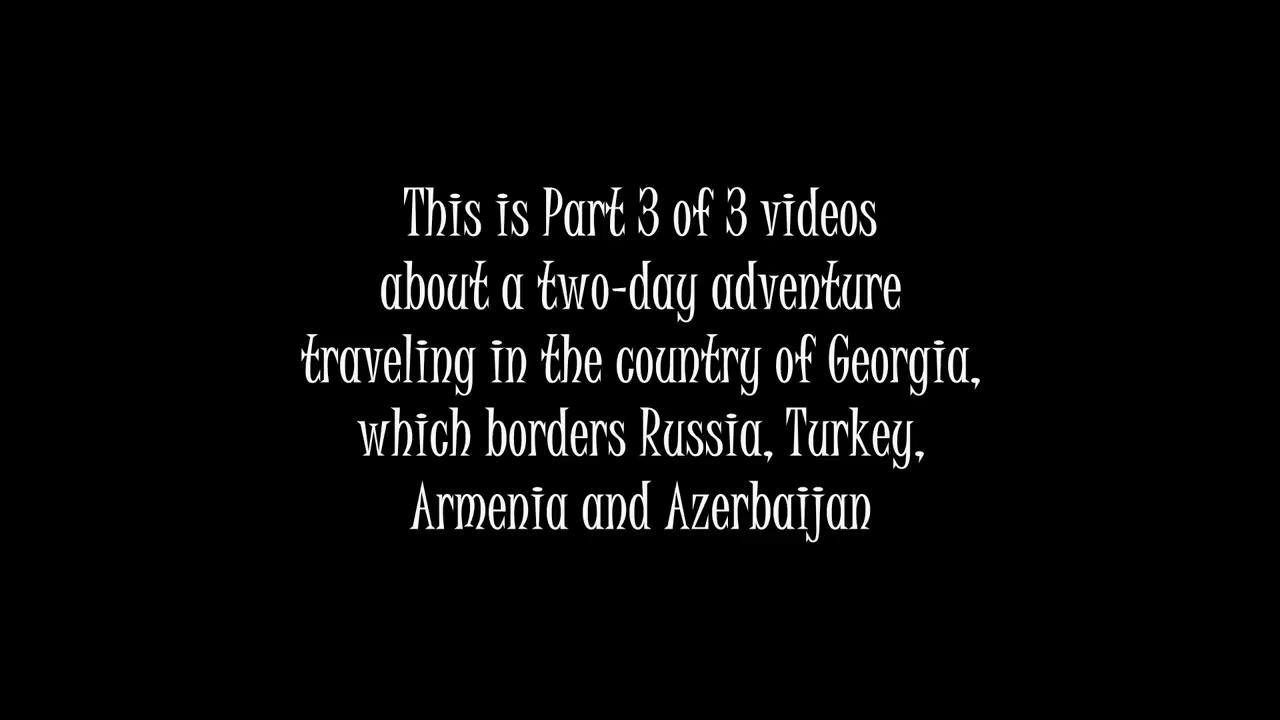 This is Part 3 of 3 videos
about a two-day adventure
traveling in the country of Georgia,
which borders Russia, Turkey,
Armenia and Azerbaijan